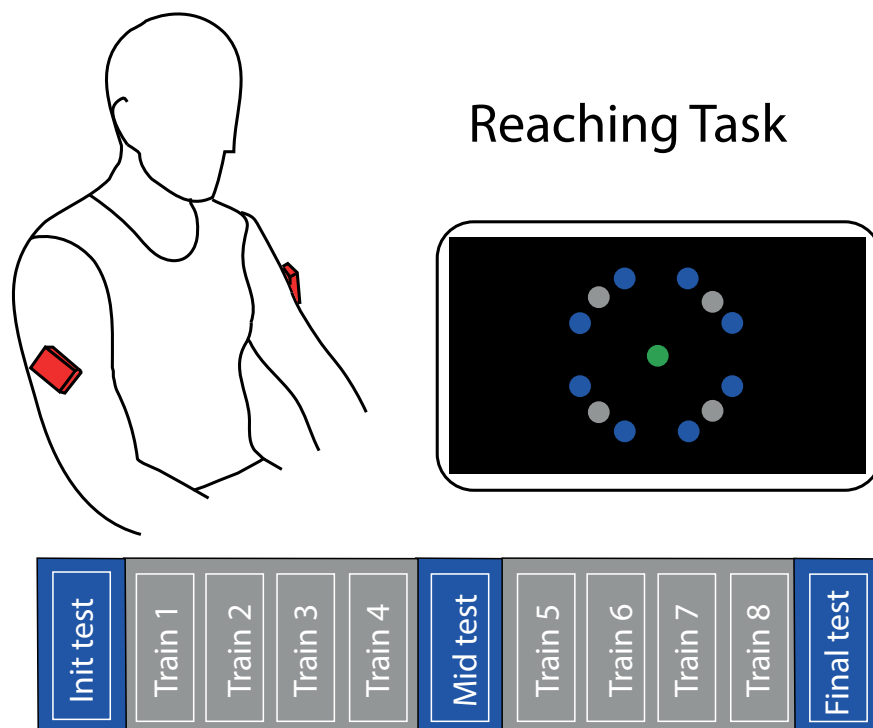 Reaching Task
Init test
Train 1
Train 2
Train 3
Train 4
Mid test
Train 5
Train 6
Train 7
Train 8
Final test